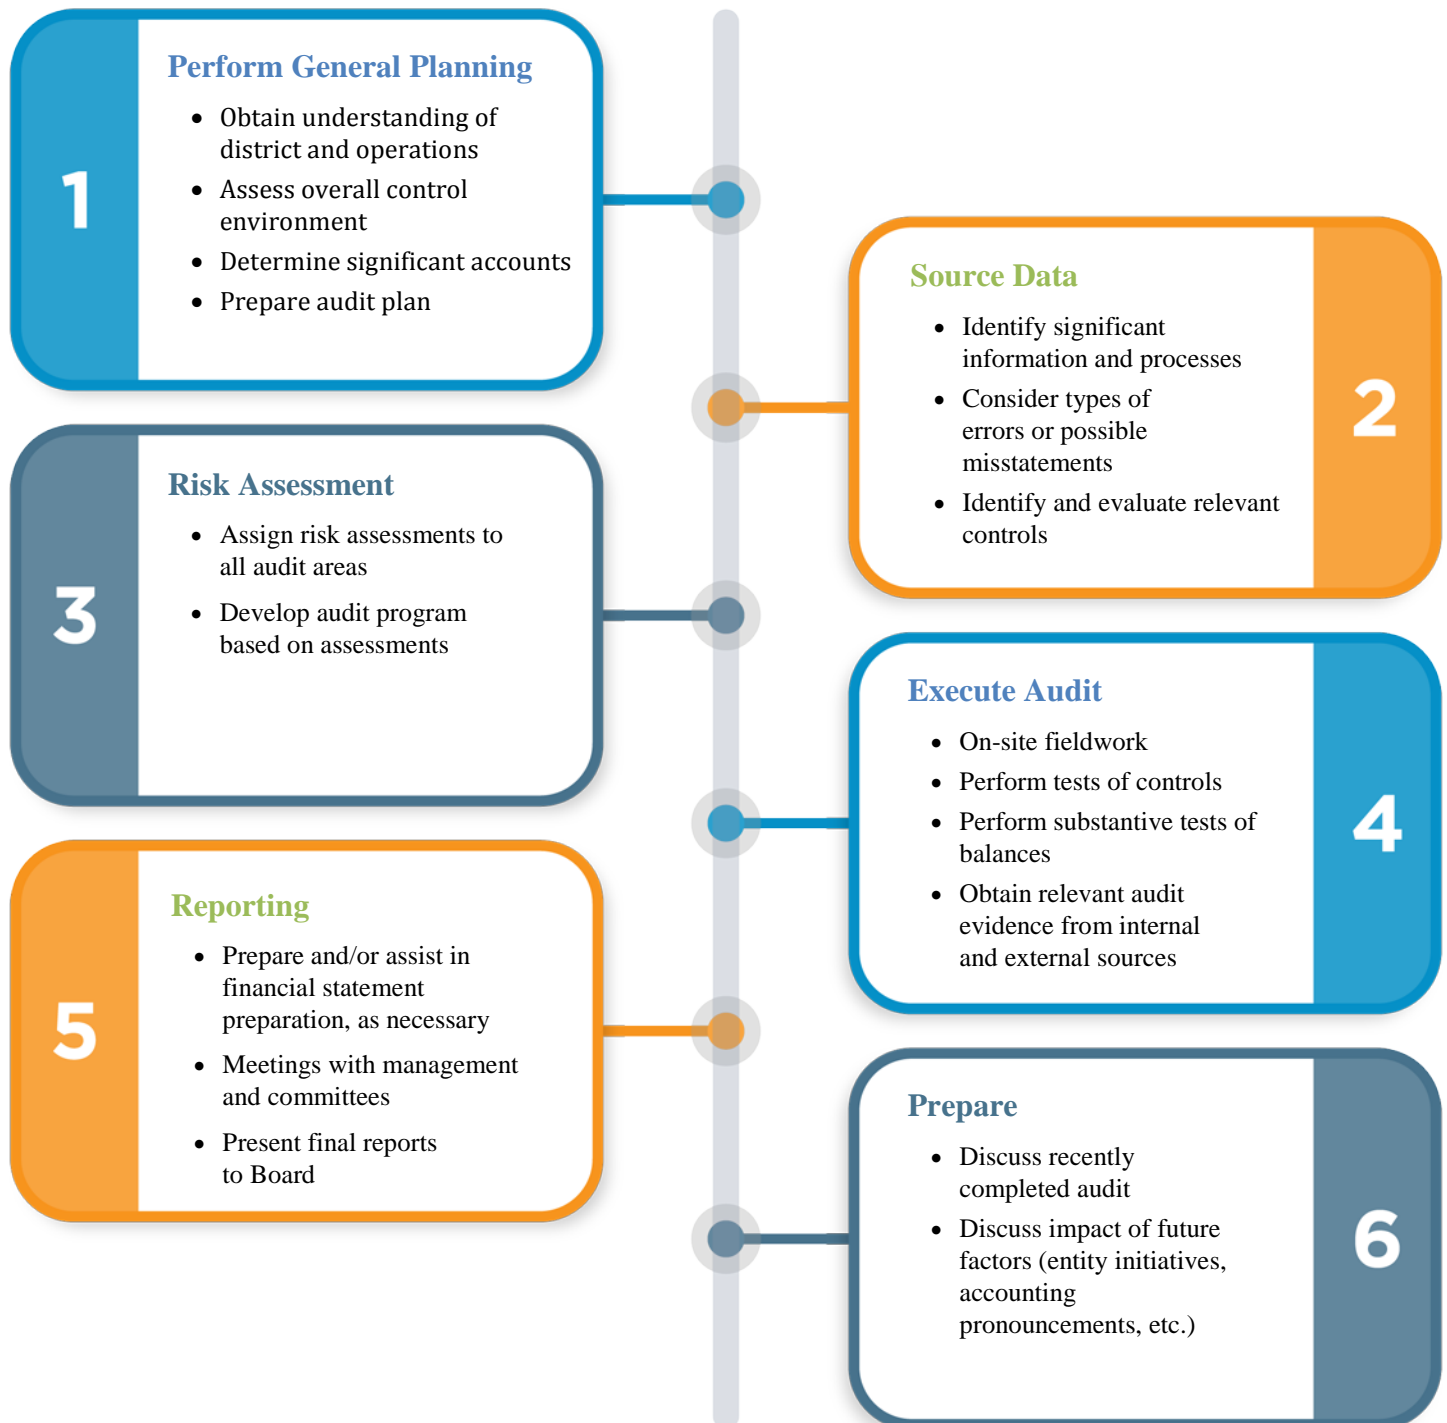 1
Perform General Planning
• Obtain understanding of
district and operations
• Assess overall control
environment
• Determine significant accounts
• Prepare audit plan
2
Source Data
• Identify significant
information and processes
• Consider types of
errors or possible
misstatements
• Identify and evaluate relevant
controls
3
Risk Assessment
• Assign risk assessments to
all audit areas
• Develop audit program
based on assessments
4
Execute Audit
• On-site fieldwork
• Perform tests of controls
• Perform substantive tests of
balances
• Obtain relevant audit
evidence from internal
and external sources
5
Reporting
• Prepare and/or assist in
financial statement
preparation, as necessary
• Meetings with management
and committees
• Present final reports
to Board
6
Prepare
• Discuss recently
completed audit
• Discuss impact of future
factors (entity initiatives,
accounting
pronouncements, etc.)